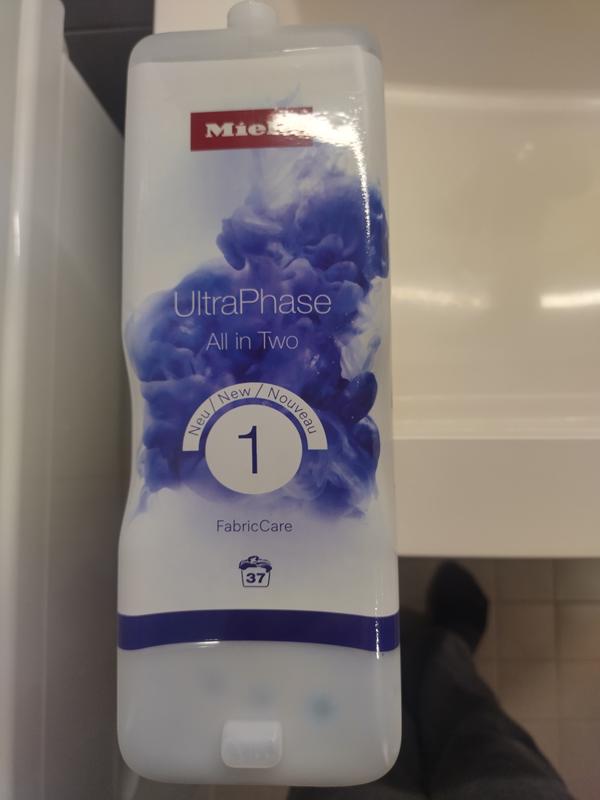 Miele
UltraPhase
All in Two
Neu / New / Nouveau
1
FabricCare
37